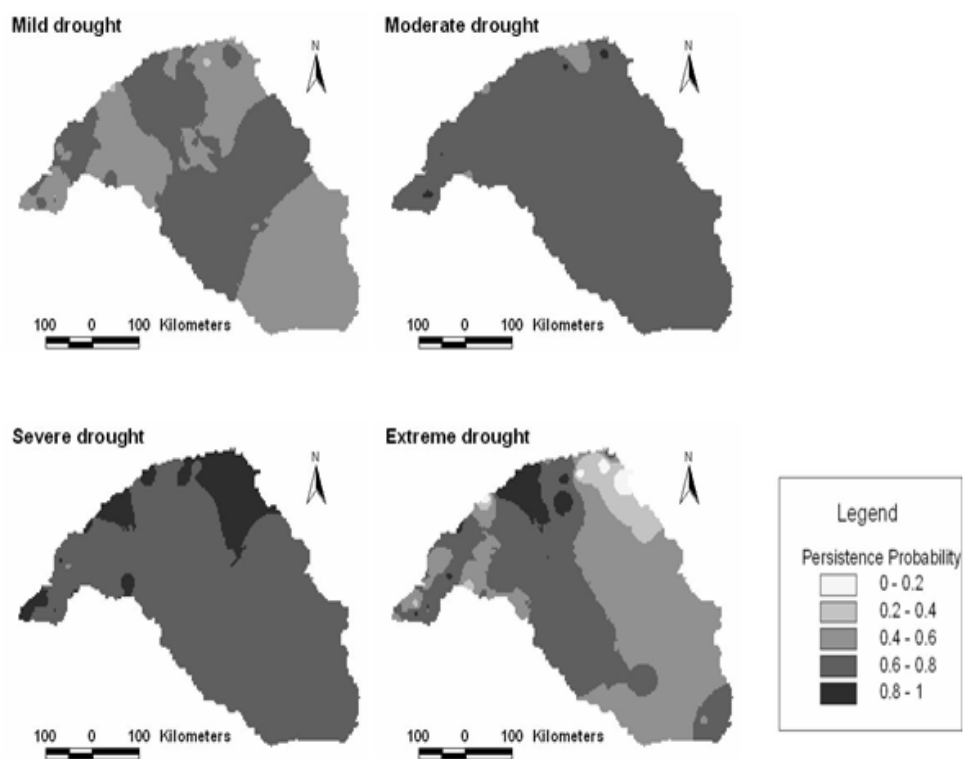 Mild drought
N
100 0 100 Kilometers
Moderate drought
N
100 0 100 Kilometers
Severe drought
N
100 0 100 Kilometers
Extreme drought
N
100 0 100 Kilometers
Legend
Persistence Probability
0 - 0.2
0.2 - 0.4
0.4 - 0.6
0.6 - 0.8
0.8 - 1